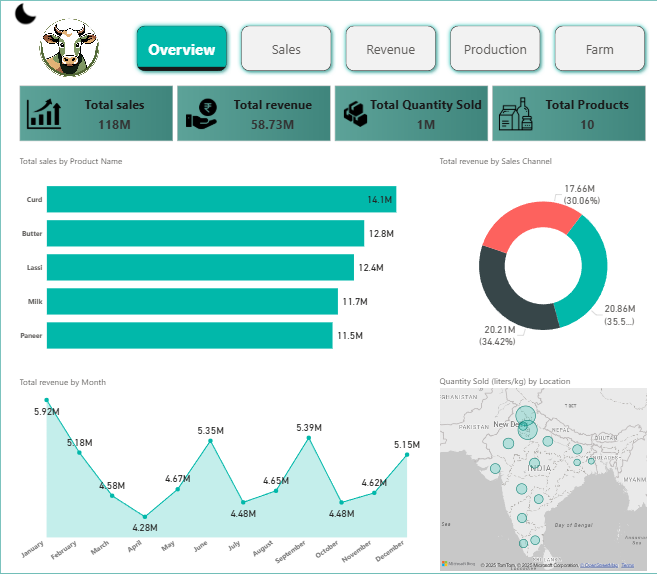 Overview
Sales
Revenue
Production
Farm
Total sales
118M
Total revenue
58.73M
Total Quantity Sold
1M
Total Products
10
Total sales by Product Name
Curd 14.1M
Butter 12.8M
Lassi 12.4M
Milk 11.7M
Paneer 11.5M
Total revenue by Sales Channel
17.66M
(30.06%)
20.86M
(35.5...)
20.21M
(34.42%)
Total revenue by Month
5.92M
5.18M
4.58M
4.28M
4.67M
5.35M
4.48M
4.65M
5.39M
4.48M
4.62M
5.15M
January
February
March
April
May
June
July
August
September
October
November
December
Quantity Sold (liters/kg) by Location
TIBET
PAKISTAN
New Delhi
NEPAL
BHUTAN
INDIA
MYANM
Bay of Bengal
Sea
Microsoft Bing
© 2025 TomTom, © 2025 Microsoft Corporation, © OpenStreetMap Terms